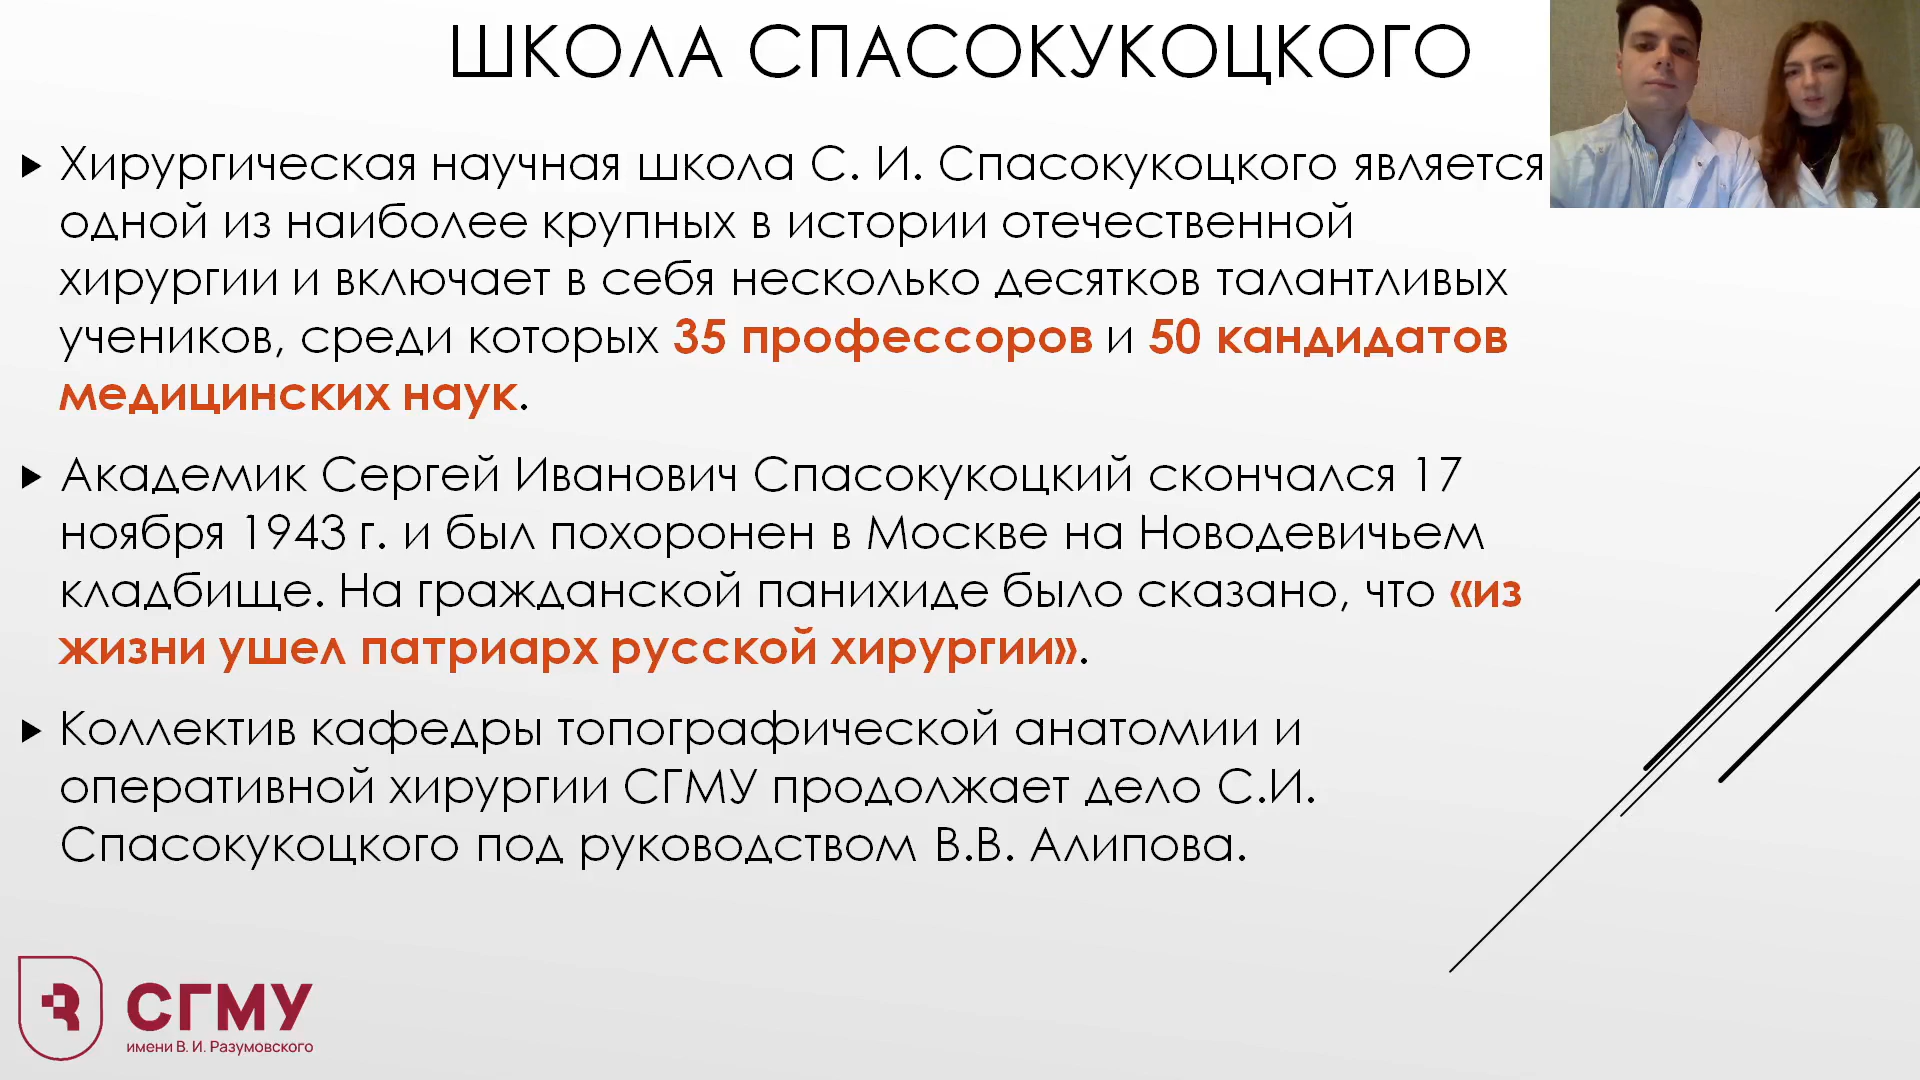 ШКОЛА СПАСОКУКОЦКОГО
Хирургическая научная школа С. И. Спасокукоцкого является
одной из наиболее крупных в истории отечественной
хирургии и включает в себя несколько десятков талантливых
учеников, среди которых 35 профессоров и 50 кандидатов
медицинских наук.
Академик Сергей Иванович Спасокукоцкий скончался 17
ноября 1943 г. и был похоронен в Москве на Новодевичьем
кладбище. На гражданской панихиде было сказано, что «из
жизни ушел патриарх русской хирургии».
Коллектив кафедры топографической анатомии и
оперативной хирургии СГМУ продолжает дело С.И.
Спасокукоцкого под руководством В.В. Алипова.
СГМУ
имени В. И. Разумовского